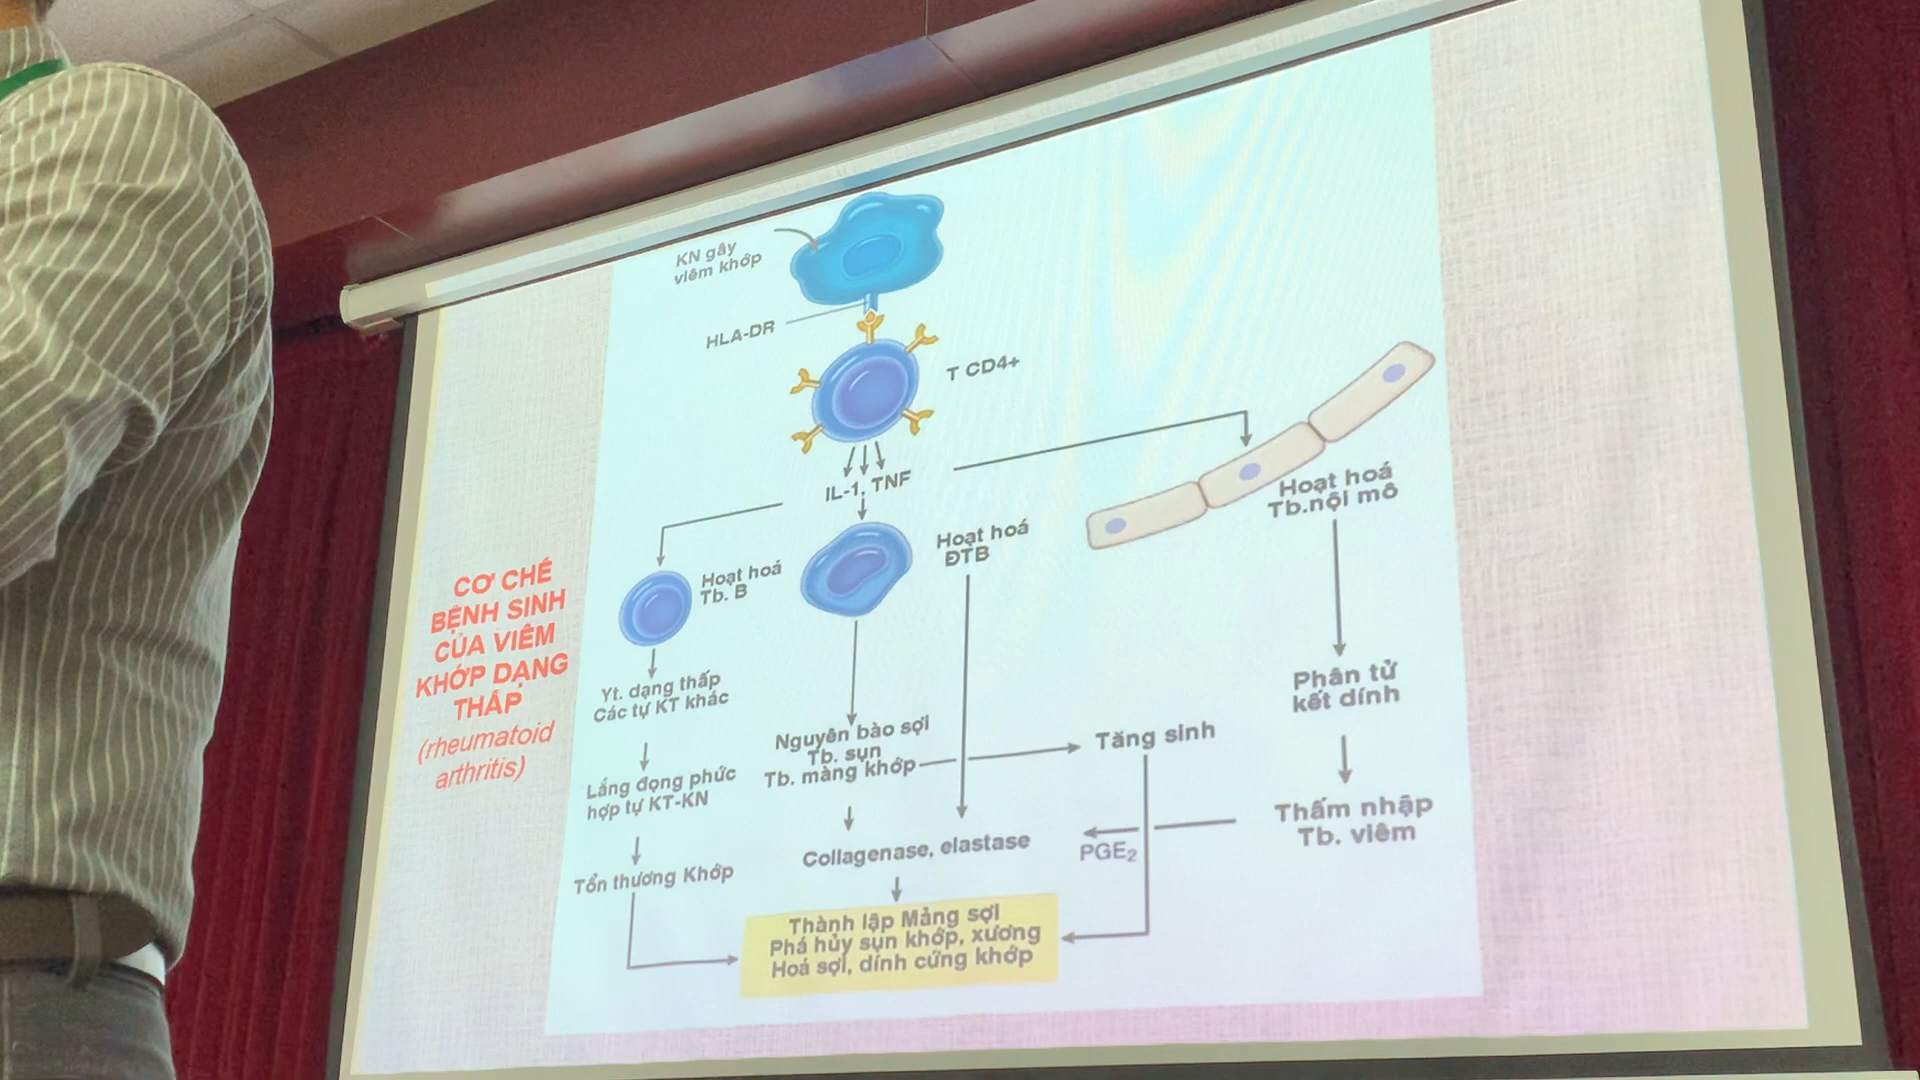 KN gây
viêm khớp
HLA-DR
T CD4+
IL-1, TNF
Hoạt hoá
Tb. B
Hoạt hoá
ĐTB
Hoạt hoá
Tb.nội mô
CƠ CHẾ
BỆNH SINH
CỦA VIÊM
KHỚP DẠNG
THẤP
(rheumatoid
arthritis)
Yt. dạng thấp
Các tự KT khác
Nguyên bào sợi
Tb. sụn
Tb. màng khớp
Tăng sinh
Phân tử
kết dính
Lắng đọng phức
hợp tự KT-KN
Collagenase, elastase
PGE₂
Thấm nhập
Tb. viêm
Tổn thương Khớp
Thành lập Mảng sợi
Phá hủy sụn khớp, xương
Hoá sợi, dính cứng khớp